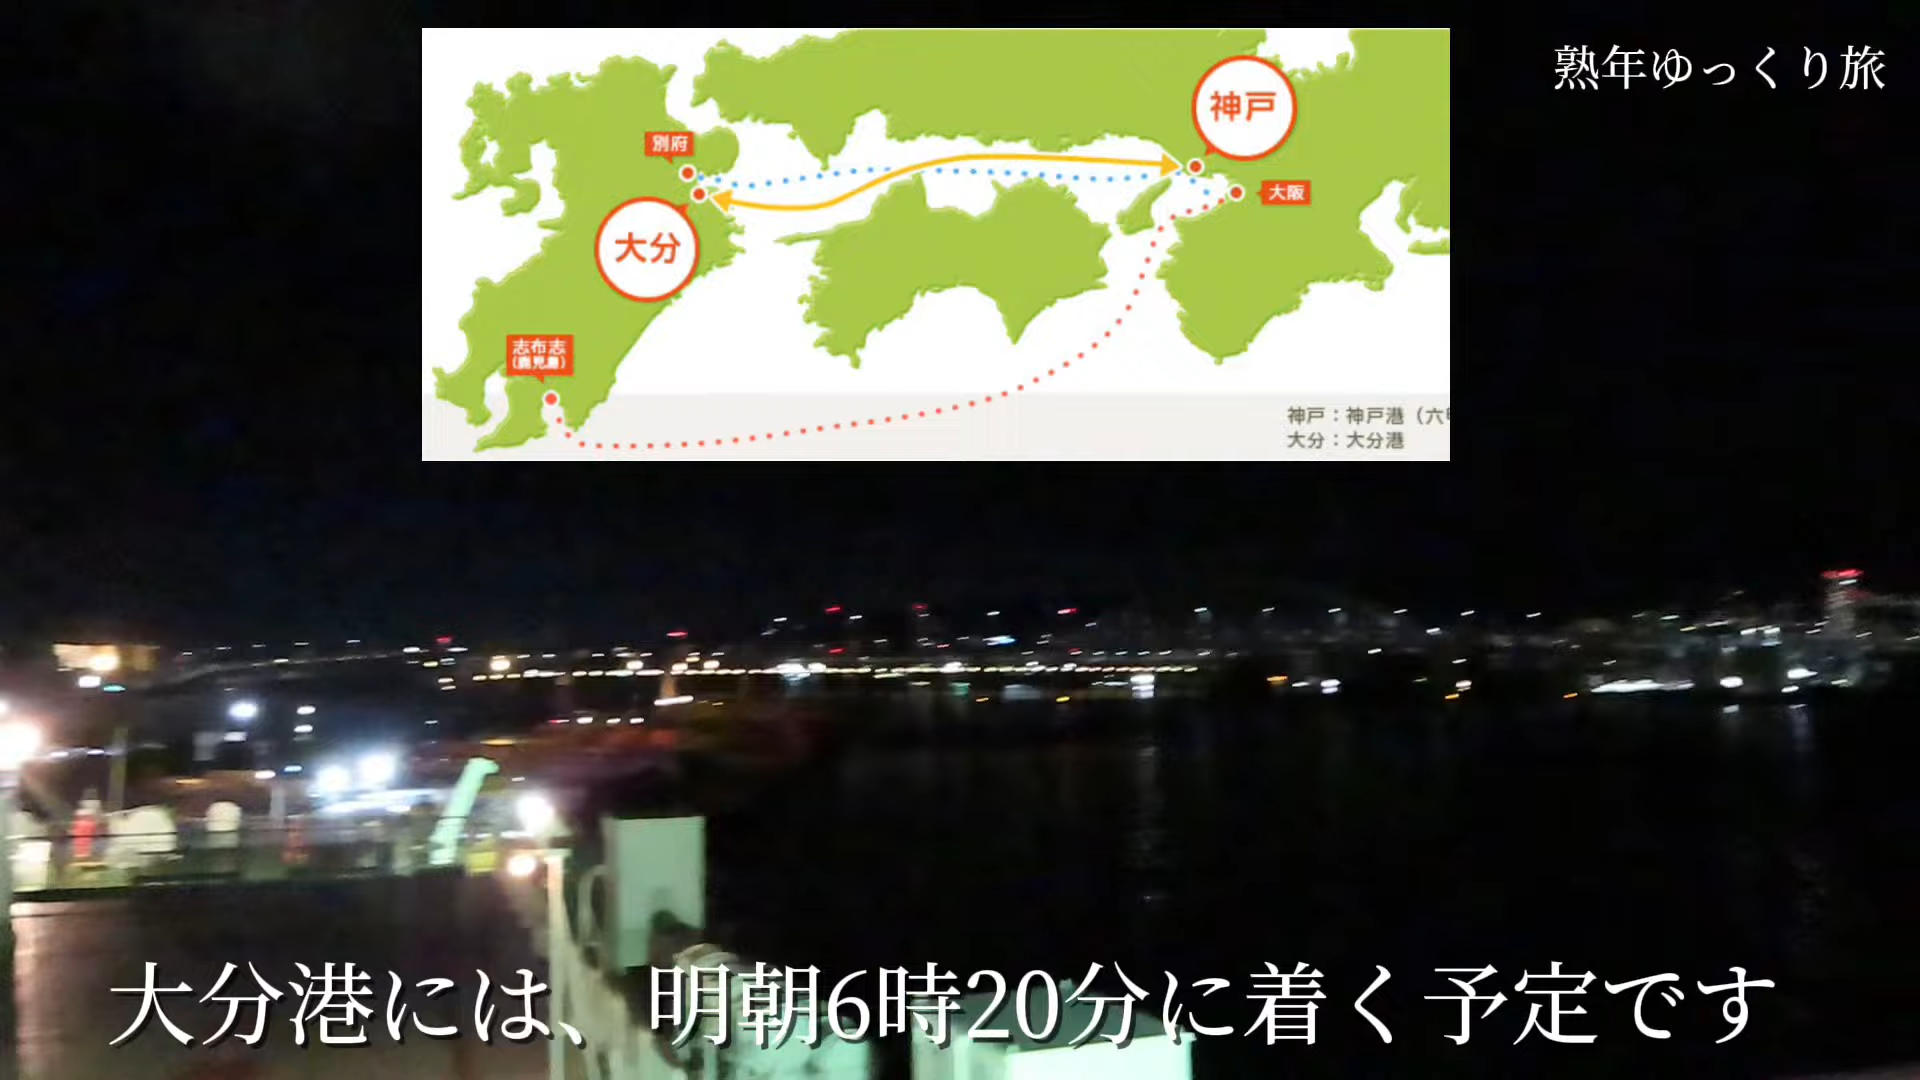 熟年ゆっくり旅
神戸
別府
大阪
大分
志布志
(鹿児島)
神戸：神戸港（六
大分：大分港
大分港には、明朝6時20分に着く予定です